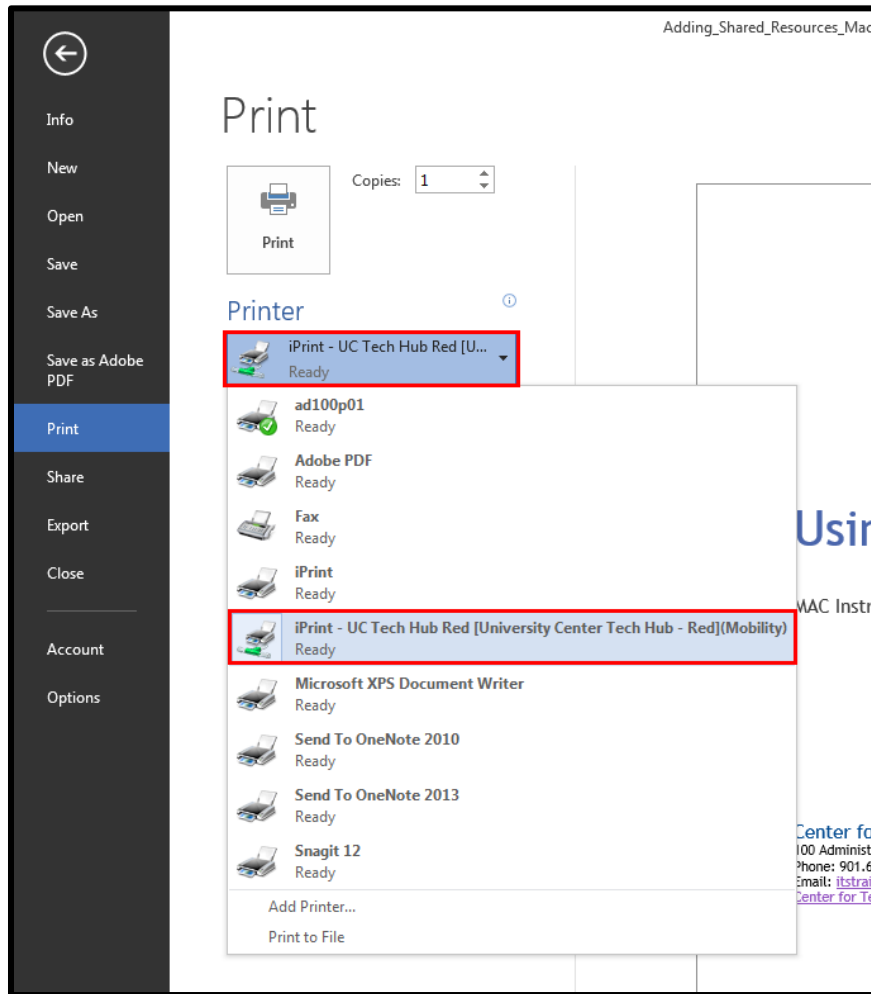 Adding_Shared_Resources_Mac
Info
New
Open
Save
Save As
Save as Adobe
PDF
Print
Share
Export
Close
Account
Options
Print
Copies: 1
Print
Printer
iPrint - UC Tech Hub Red [U...
Ready
ad100p01
Ready
Adobe PDF
Ready
Fax
Ready
iPrint
Ready
iPrint - UC Tech Hub Red [University Center Tech Hub - Red](Mobility)
Ready
Microsoft XPS Document Writer
Ready
Send To OneNote 2010
Ready
Send To OneNote 2013
Ready
Snagit 12
Ready
Add Printer...
Print to File
Usin
MAC Instr
Center fo
100 Administ
Phone: 901.6
Email: itstrai
Center for Te